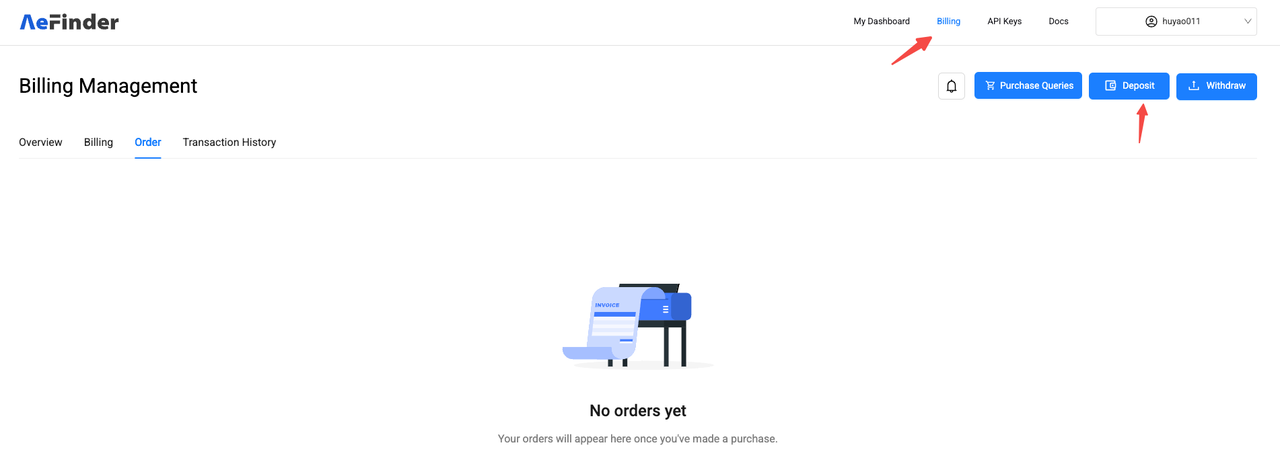 AeFinder
My Dashboard Billing API Keys Docs huyao011
Billing Management
Purchase Queries Deposit Withdraw
Overview Billing Order Transaction History
INVOICE
No orders yet
Your orders will appear here once you've made a purchase.